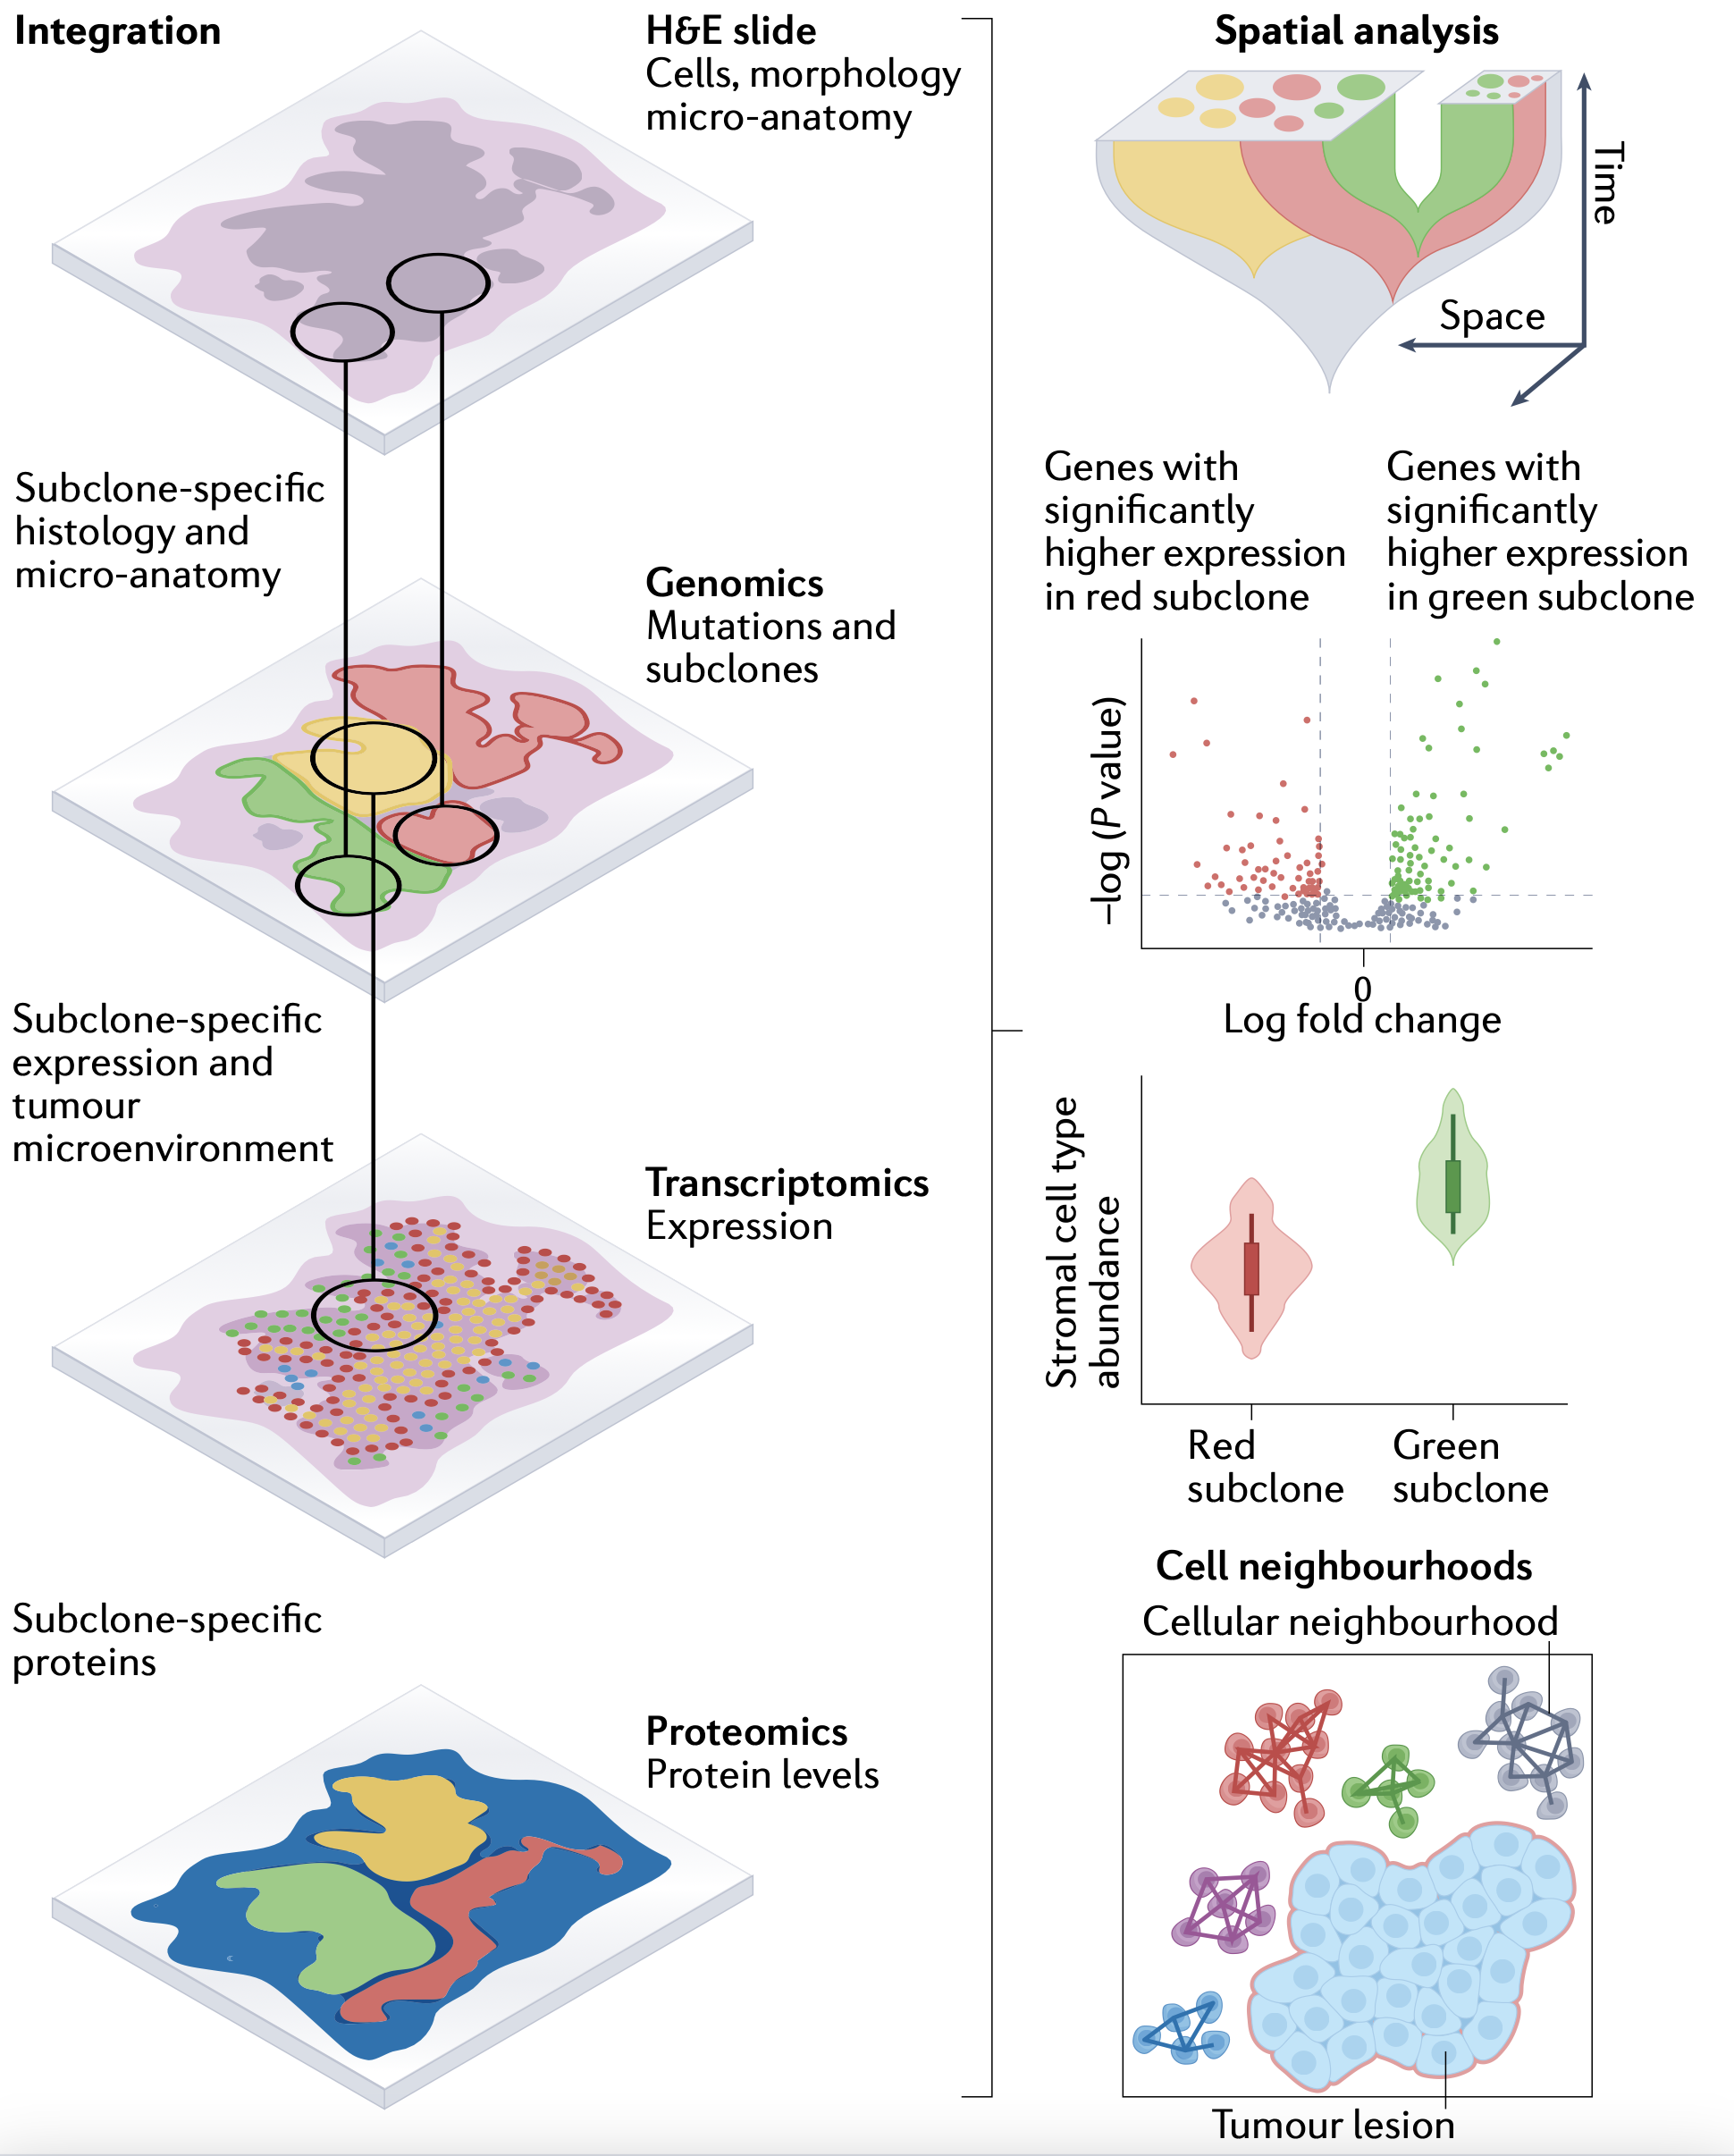 Integration
H&E slide
Cells, morphology
micro-anatomy
Subclone-specific
histology and
micro-anatomy
Genomics
Mutations and
subclones
Subclone-specific
expression and
tumour
microenvironment
Transcriptomics
Expression
Subclone-specific
proteins
Proteomics
Protein levels
Spatial analysis
Time
Space
Genes with
significantly
higher expression
in red subclone
Genes with
significantly
higher expression
in green subclone
–log (P value)
0
Log fold change
Stromal cell type
abundance
Red
subclone
Green
subclone
Cell neighbourhoods
Cellular neighbourhood
Tumour lesion